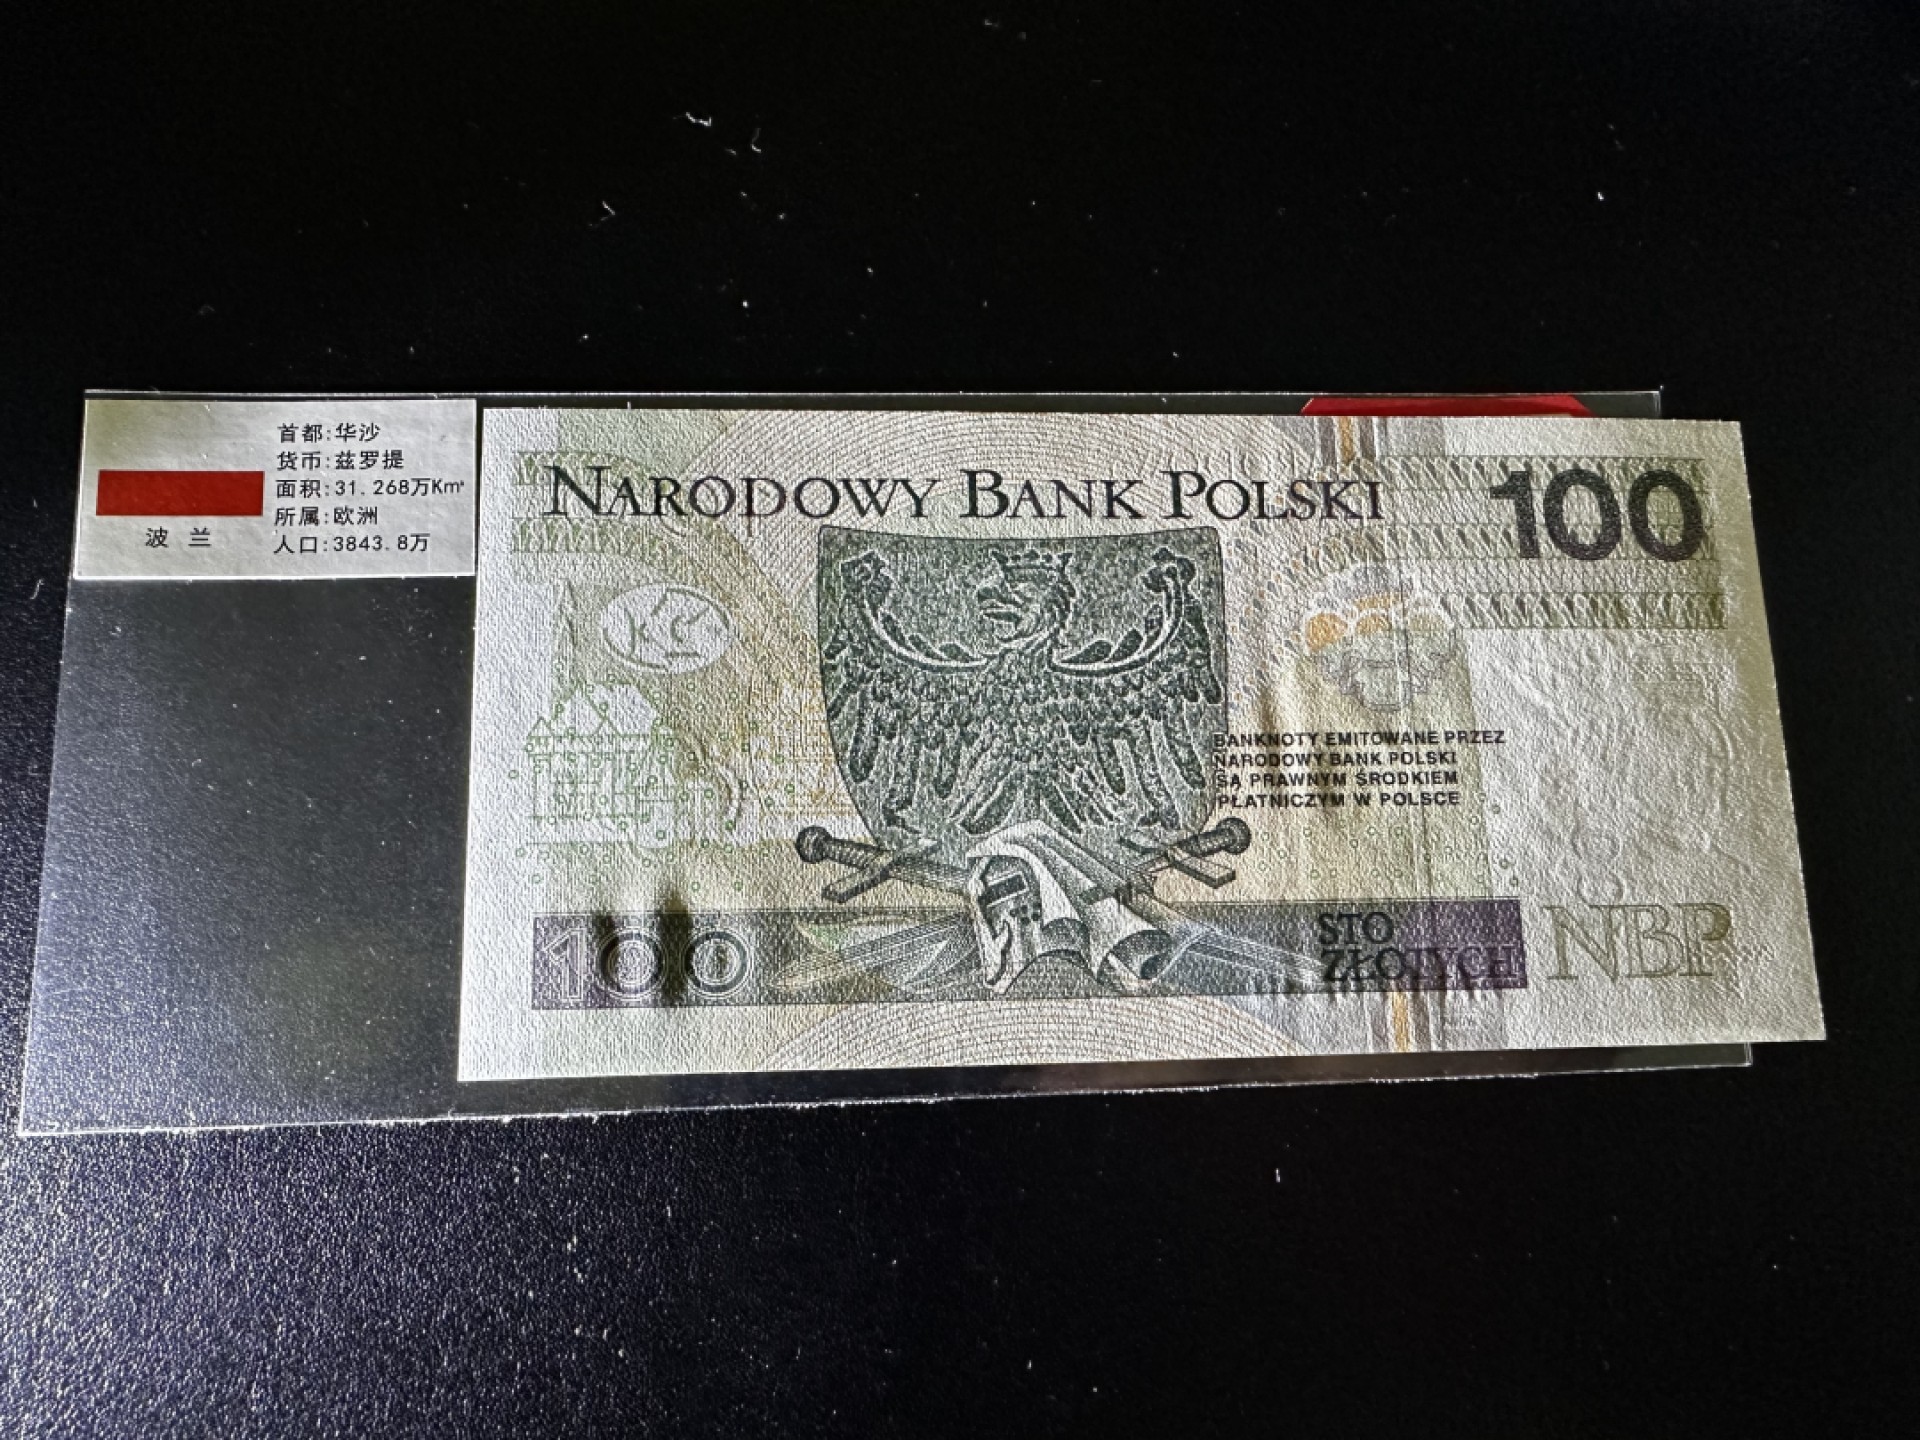 首都:华沙
货币:兹罗提
面积:31.268万Km²
所属:欧洲
人口:3843.8万
波兰
NARODOWY BANK POLSKI
100
BANKNOTY EMITOWANE PRZEZ
NARODOWY BANK POLSKI
SĄ PRAWNYM ŚRODKIEM
PŁATNICZYM W POLSCE
100
STO
ZŁOTYCH
NBP